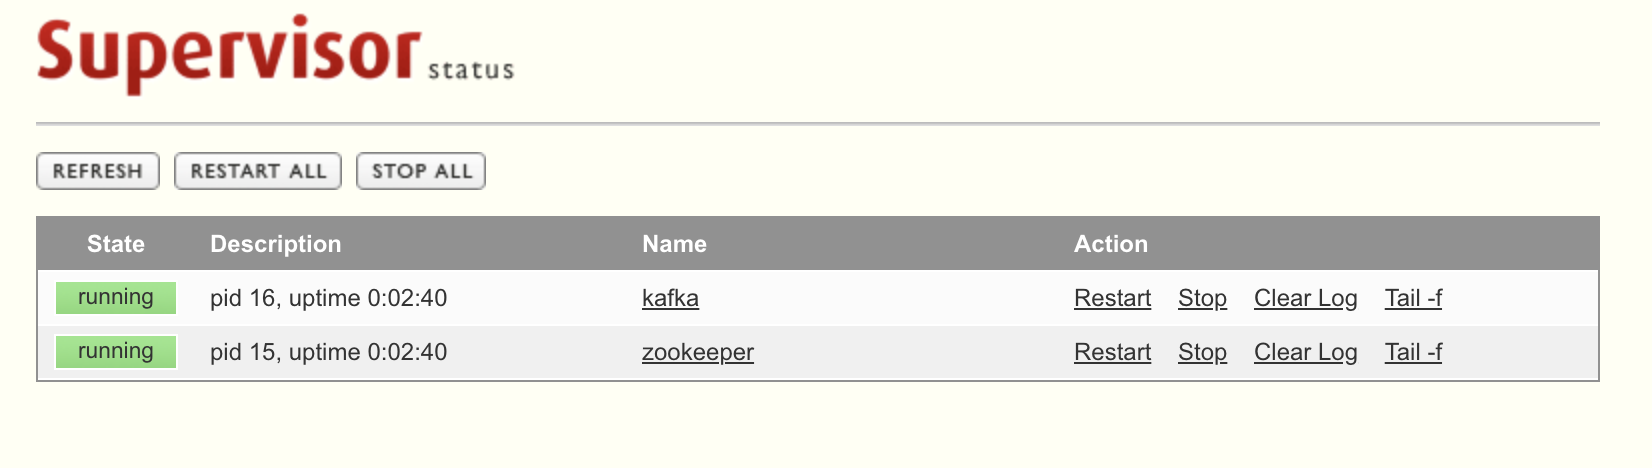 Supervisor status
REFRESH RESTART ALL STOP ALL
State Description Name Action
running pid 16, uptime 0:02:40 kafka Restart Stop Clear Log Tail -f
running pid 15, uptime 0:02:40 zookeeper Restart Stop Clear Log Tail -f